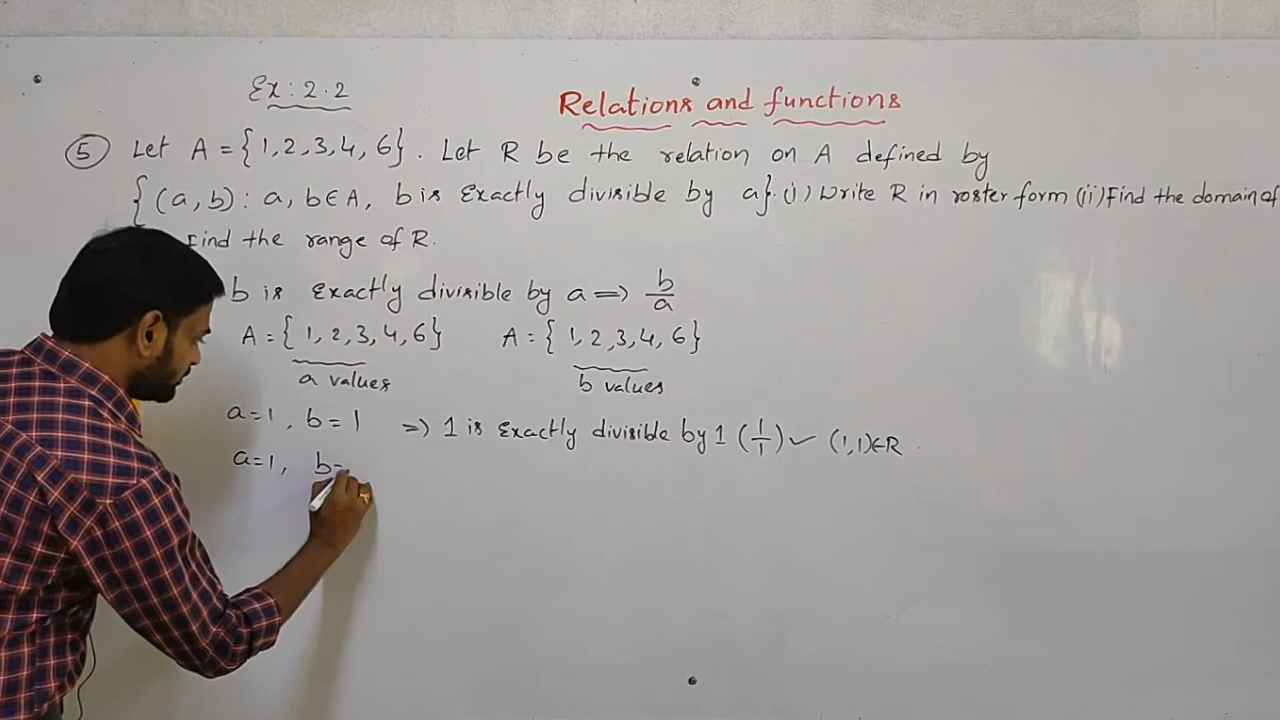 Ex: 2.2
Relations and functions
5 Let A = {1,2,3,4,6}. Let R be the relation on A defined by
{(a,b): a, b∈A, b is exactly divisible by a}. (i) Write R in roster form (ii) Find the domain of
Find the range of R.
b is exactly divisible by a => b/a
A = {1,2,3,4,6} A = {1,2,3,4,6}
a values b values
a=1, b=1 => 1 is exactly divisible by 1 (1/1) ✓ (1,1)∈R.
a=1, b=